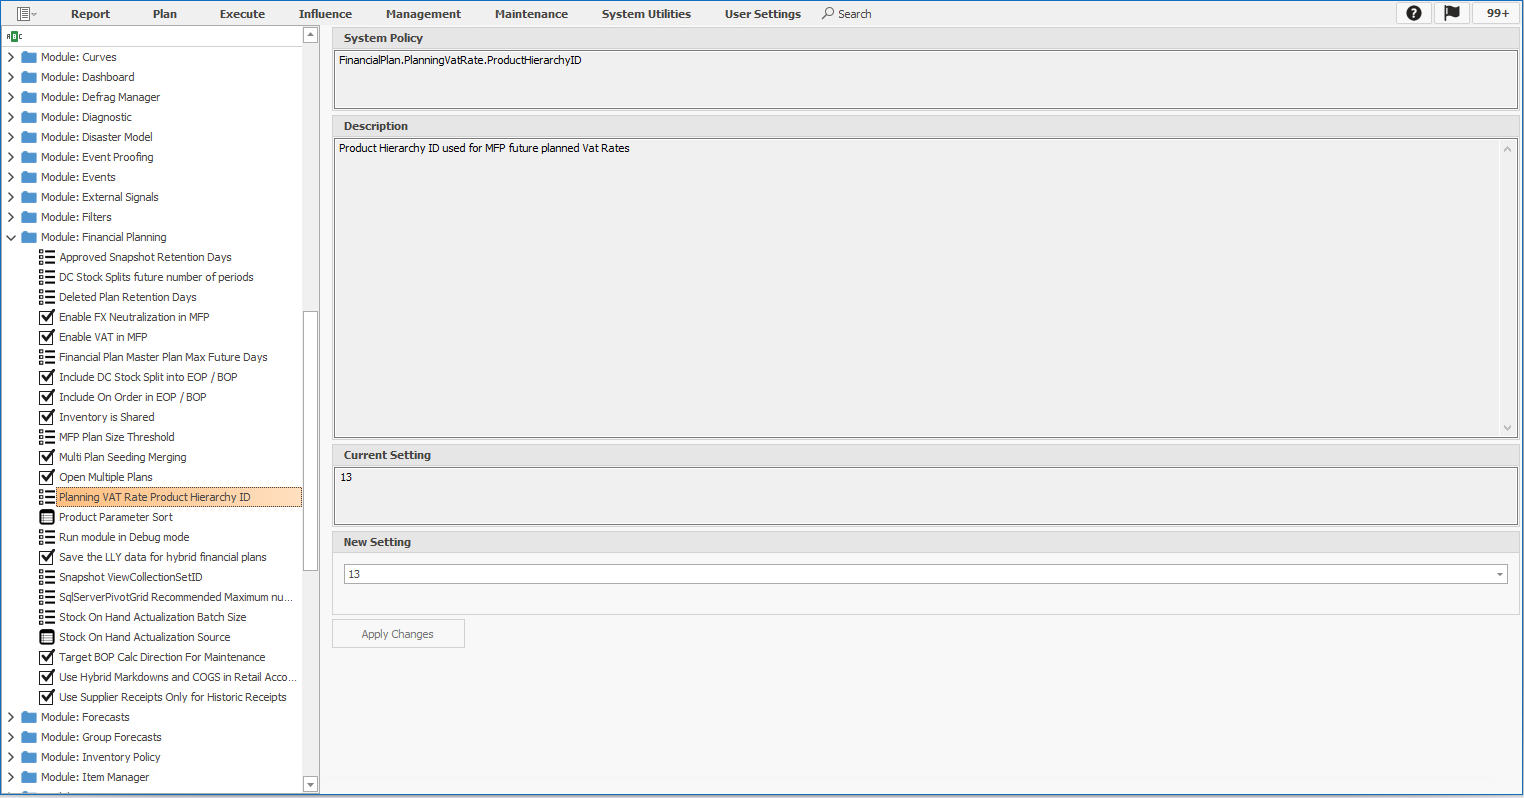 Report Plan Execute Influence Management Maintenance System Utilities User Settings Search 99+
ABC
Module: Curves
Module: Dashboard
Module: Defrag Manager
Module: Diagnostic
Module: Disaster Model
Module: Event Proofing
Module: Events
Module: External Signals
Module: Filters
Module: Financial Planning
Approved Snapshot Retention Days
DC Stock Splits future number of periods
Deleted Plan Retention Days
Enable FX Neutralization in MFP
Enable VAT in MFP
Financial Plan Master Plan Max Future Days
Include DC Stock Split into EOP / BOP
Include On Order in EOP / BOP
Inventory is Shared
MFP Plan Size Threshold
Multi Plan Seeding Merging
Open Multiple Plans
Planning VAT Rate Product Hierarchy ID
Product Parameter Sort
Run module in Debug mode
Save the LLY data for hybrid financial plans
Snapshot ViewCollectionSetID
SqlServerPivotGrid Recommended Maximum nu...
Stock On Hand Actualization Batch Size
Stock On Hand Actualization Source
Target BOP Calc Direction For Maintenance
Use Hybrid Markdowns and COGS in Retail Acco...
Use Supplier Receipts Only for Historic Receipts
Module: Forecasts
Module: Group Forecasts
Module: Inventory Policy
Module: Item Manager
System Policy
FinancialPlan.PlanningVatRate.ProductHierarchyID
Description
Product Hierarchy ID used for MFP future planned Vat Rates
Current Setting
13
New Setting
13
Apply Changes